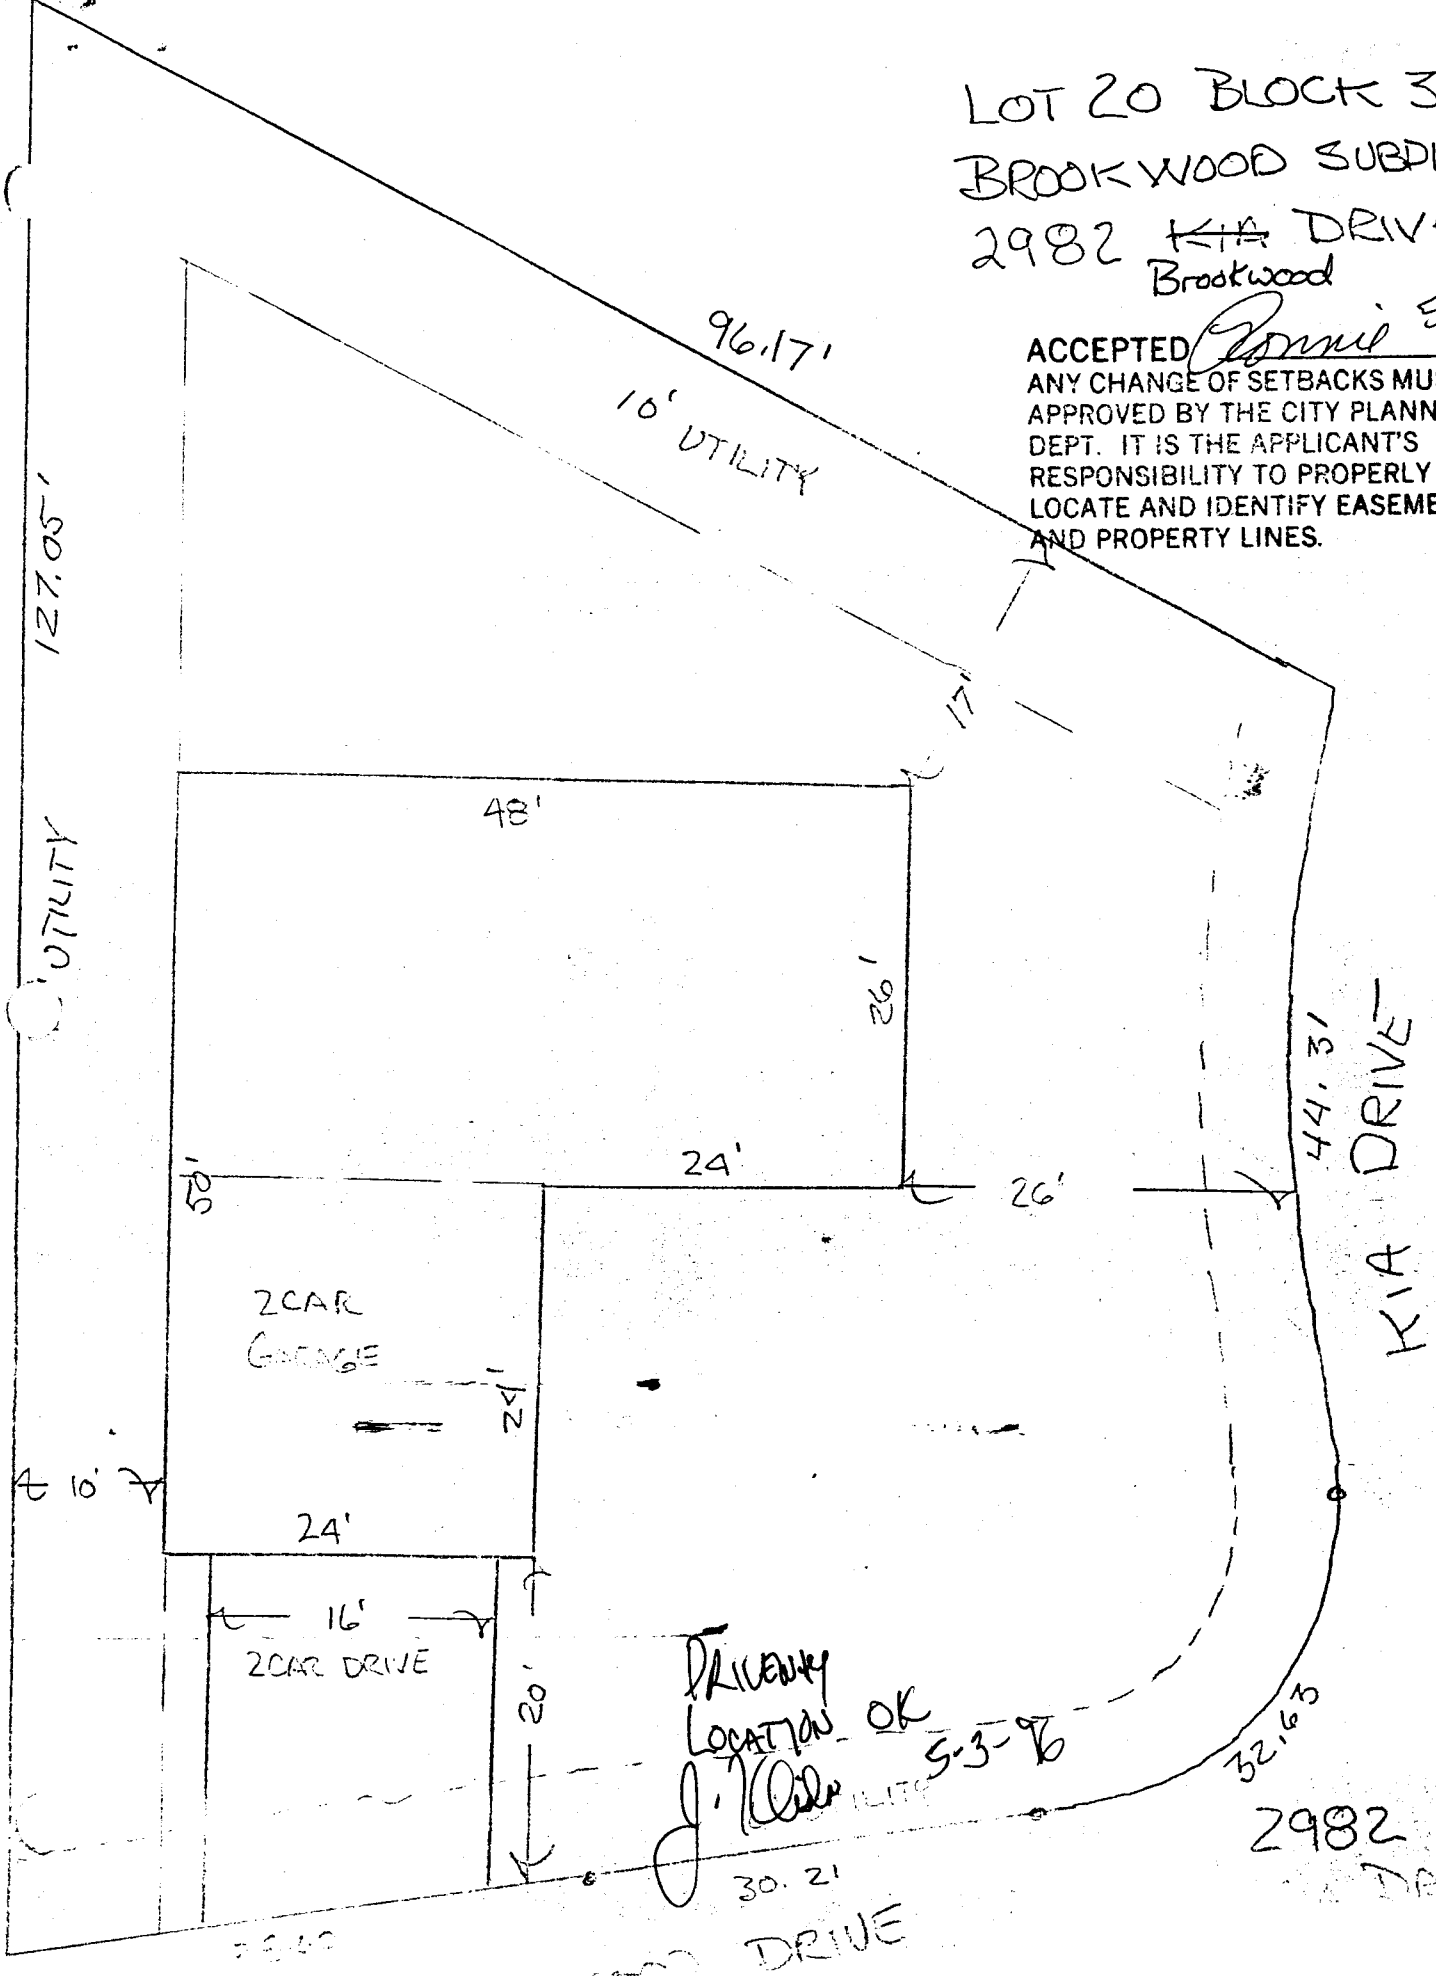 LOT 20 BLOCK 3
BROOKWOOD SUBDI
2982 KIA DRIV
Brookwood
ACCEPTED Ronnie
ANY CHANGE OF SETBACKS MU
APPROVED BY THE CITY PLANN
DEPT. IT IS THE APPLICANT'S
RESPONSIBILITY TO PROPERLY
LOCATE AND IDENTIFY EASEME
AND PROPERTY LINES.
96.17'
10' UTILITY
127.05'
17'
48'
UTILITY
26'
44.31
KIA DRIVE
24'
26'
50'
2 CAR
GARAGE
24'
10'
24'
16'
2 CAR DRIVE
20'
DRIVEWAY
LOCATION OK
5-3-96
32.63
2982
30.21
DRIVE